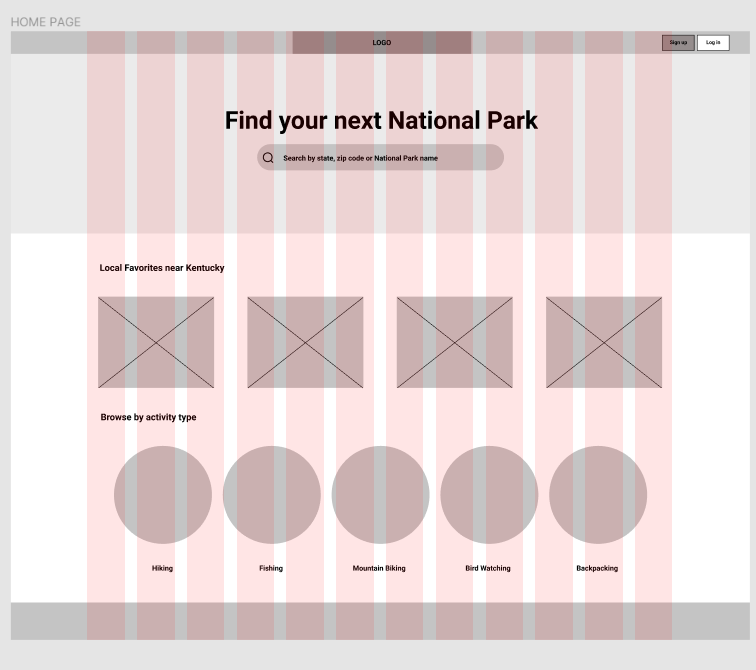 HOME PAGE
LOGO
Sign up
Log in
Find your next National Park
Search by state, zip code or National Park name
Local Favorites near Kentucky
Browse by activity type
Hiking
Fishing
Mountain Biking
Bird Watching
Backpacking